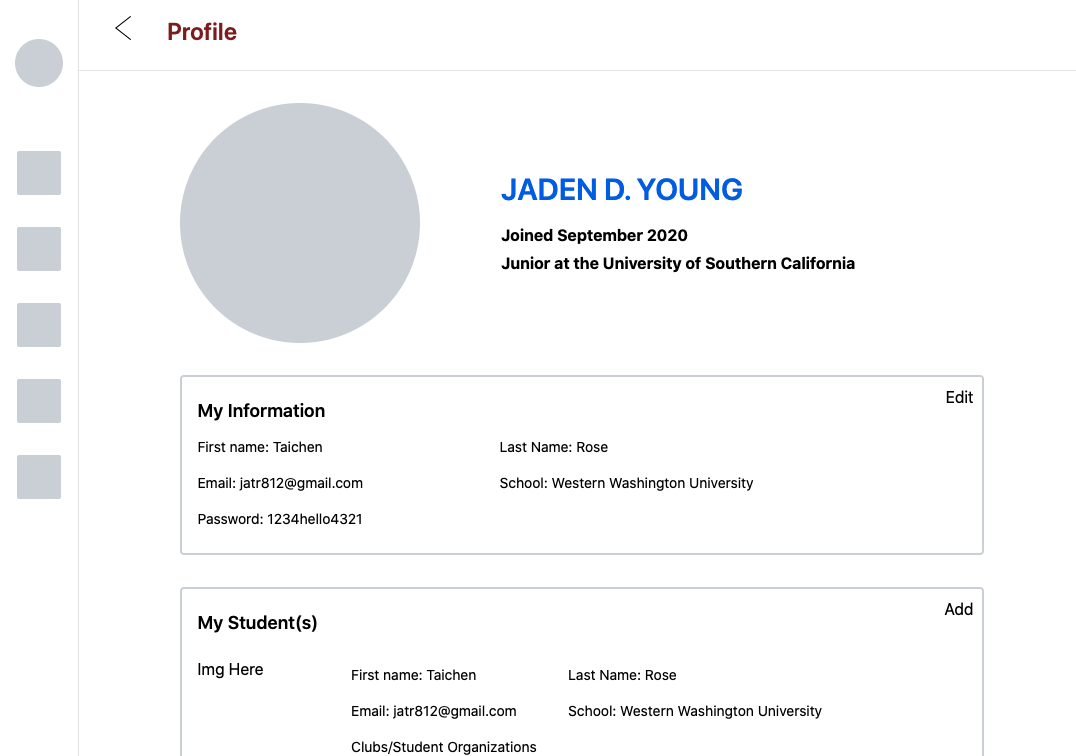 Profile
JADEN D. YOUNG
Joined September 2020
Junior at the University of Southern California
Edit
My Information
First name: Taichen Last Name: Rose
Email: jatr812@gmail.com School: Western Washington University
Password: 1234hello4321
Add
My Student(s)
Img Here
First name: Taichen Last Name: Rose
Email: jatr812@gmail.com School: Western Washington University
Clubs/Student Organizations